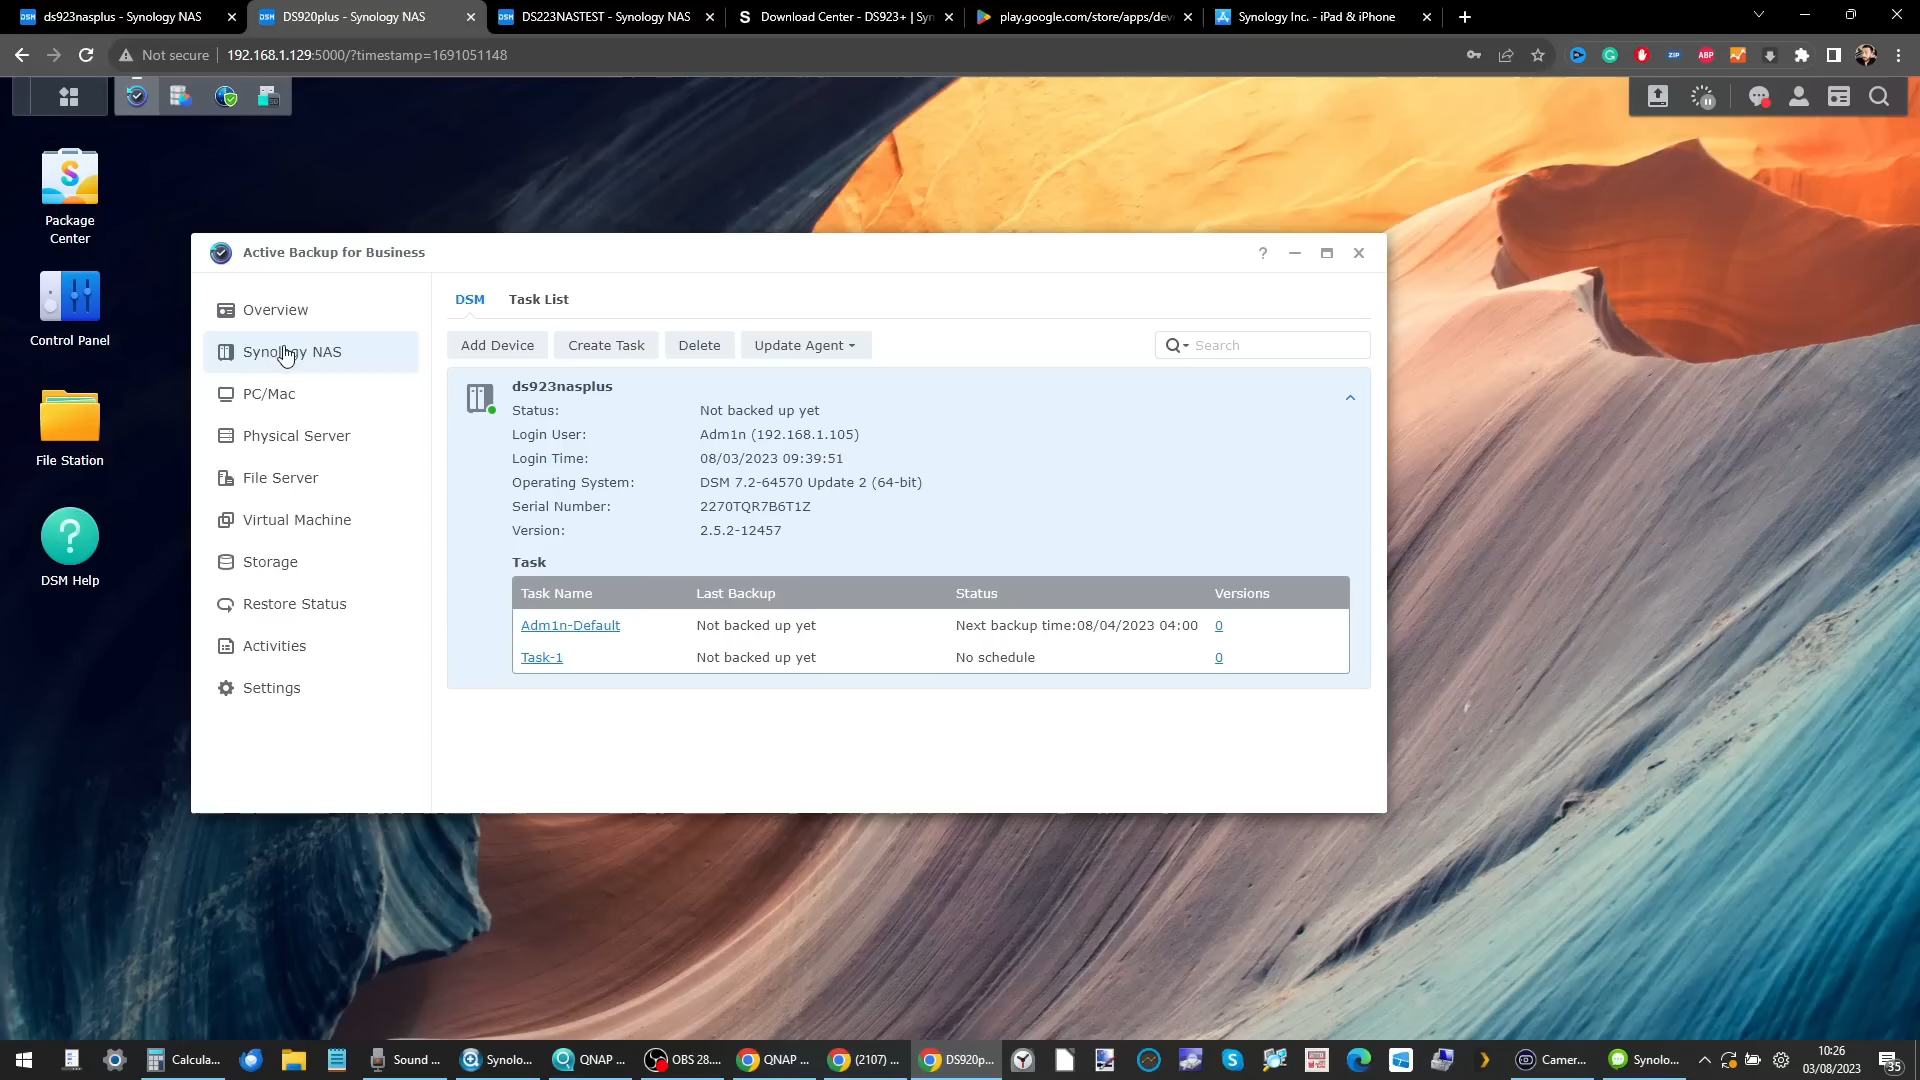 ds923nasplus - Synology NAS
DS920plus - Synology NAS
DS223NASTEST - Synology NAS
Download Center - DS923+ | Syn
play.google.com/store/apps/dev
Synology Inc. - iPad & iPhone
Not secure
192.168.1.129:5000/?timestamp=1691051148
Package
Center
Control Panel
File Station
DSM Help
Active Backup for Business
Overview
Synology NAS
PC/Mac
Physical Server
File Server
Virtual Machine
Storage
Restore Status
Activities
Settings
DSM
Task List
Add Device
Create Task
Delete
Update Agent
Search
ds923nasplus
Status: Not backed up yet
Login User: Adm1n (192.168.1.105)
Login Time: 08/03/2023 09:39:51
Operating System: DSM 7.2-64570 Update 2 (64-bit)
Serial Number: 2270TQR7B6T1Z
Version: 2.5.2-12457
Task
Task Name Last Backup Status Versions
Adm1n-Default Not backed up yet Next backup time:08/04/2023 04:00 0
Task-1 Not backed up yet No schedule 0
Calcula...
Sound ...
Synolo...
QNAP ...
OBS 28....
QNAP ...
(2107) ...
DS920p...
Camer...
Synolo...
10:26
03/08/2023
35